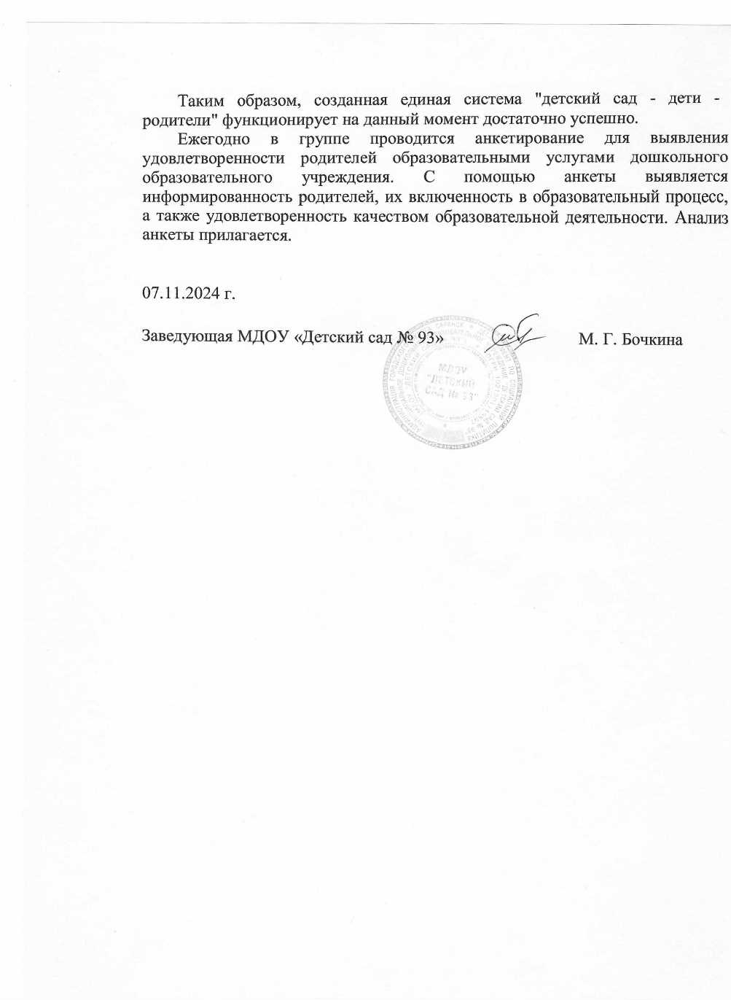 Таким образом, созданная единая система "детский сад - дети -
родители" функционирует на данный момент достаточно успешно.
Ежегодно в группе проводится анкетирование для выявления
удовлетворенности родителей образовательными услугами дошкольного
образовательного учреждения. С помощью анкеты выявляется
информированность родителей, их включенность в образовательный процесс,
а также удовлетворенность качеством образовательной деятельности. Анализ
анкеты прилагается.
07.11.2024 г.
Заведующая МДОУ «Детский сад № 93»
М. Г. Бочкина
МДОУ
"ДЕТСКИЙ
САД № 93"